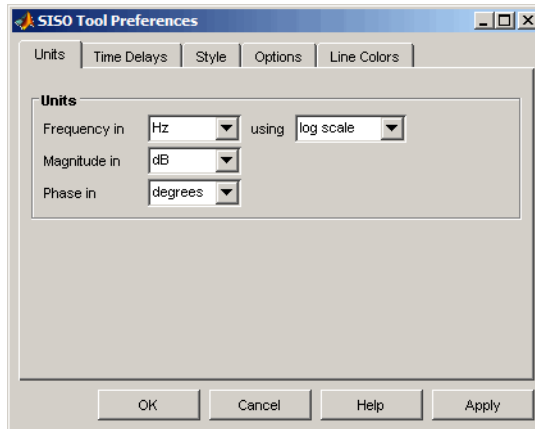 SISO Tool Preferences
Units Time Delays Style Options Line Colors
Units
Frequency in Hz using log scale
Magnitude in dB
Phase in degrees
OK Cancel Help Apply